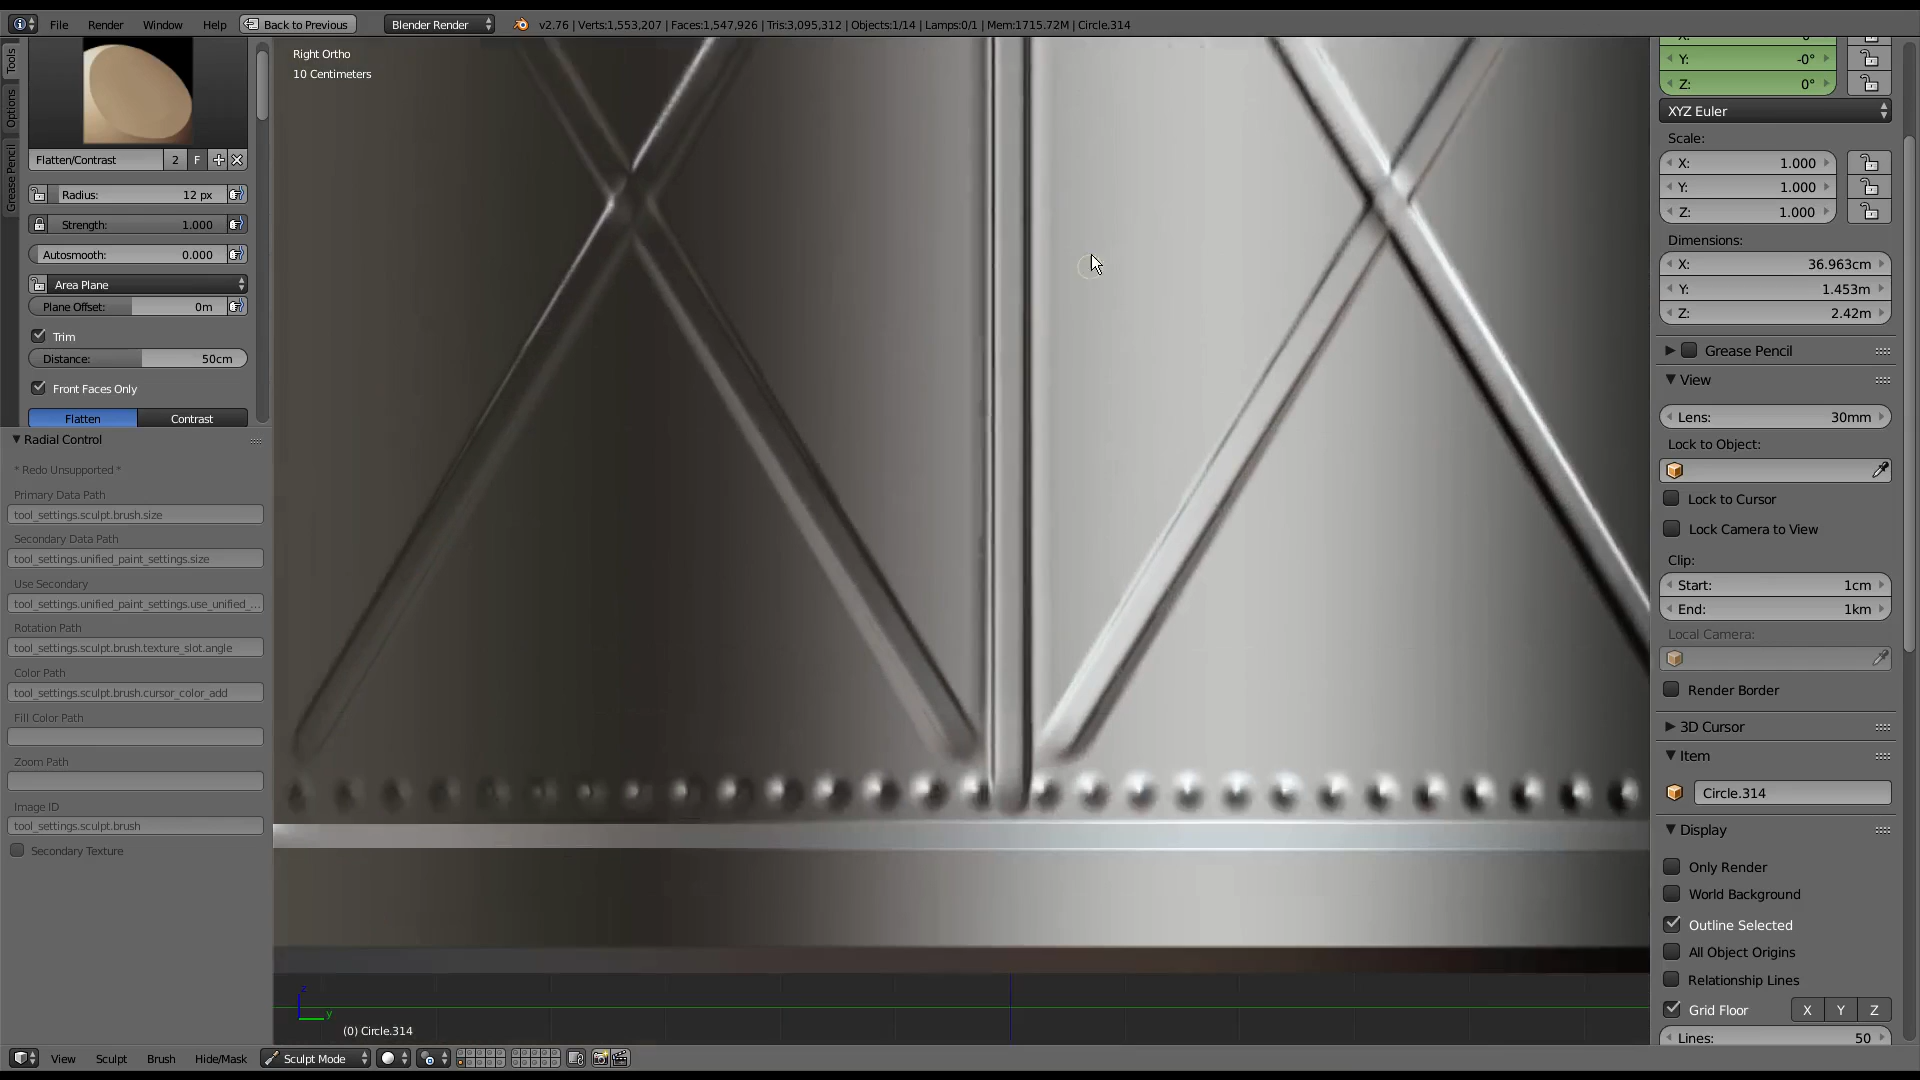 File Render Window Help Back to Previous Blender Render v2.76 | Verts:1,553,207 | Faces:1,547,926 | Tris:3,095,312 | Objects:1/14 | Lamps:0/1 | Mem:1715.72M | Circle.314
Tools
Options
Grease Pencil
Flatten/Contrast 2 F
Radius: 12 px
Strength: 1.000
Autosmooth: 0.000
Area Plane
Plane Offset: 0m
Trim
Distance: 50cm
Front Faces Only
Flatten Contrast
Radial Control
* Redo Unsupported *
Primary Data Path
tool_settings.sculpt.brush.size
Secondary Data Path
tool_settings.unified_paint_settings.size
Use Secondary
tool_settings.unified_paint_settings.use_unified_...
Rotation Path
tool_settings.sculpt.brush.texture_slot.angle
Color Path
tool_settings.sculpt.brush.cursor_color_add
Fill Color Path
Zoom Path
Image ID
tool_settings.sculpt.brush
Secondary Texture
Right Ortho
10 Centimeters
z
y
(0) Circle.314
Y: -0°
Z: 0°
XYZ Euler
Scale:
X: 1.000
Y: 1.000
Z: 1.000
Dimensions:
X: 36.963cm
Y: 1.453m
Z: 2.42m
Grease Pencil
View
Lens: 30mm
Lock to Object:
Lock to Cursor
Lock Camera to View
Clip:
Start: 1cm
End: 1km
Local Camera:
Render Border
3D Cursor
Item
Circle.314
Display
Only Render
World Background
Outline Selected
All Object Origins
Relationship Lines
Grid Floor X Y Z
Lines: 50
View Sculpt Brush Hide/Mask Sculpt Mode